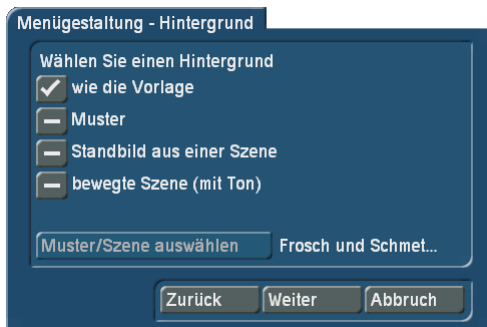 Menügestaltung - Hintergrund
Wählen Sie einen Hintergrund
wie die Vorlage
Muster
Standbild aus einer Szene
bewegte Szene (mit Ton)
Muster/Szene auswählen Frosch und Schmet...
Zurück Weiter Abbruch